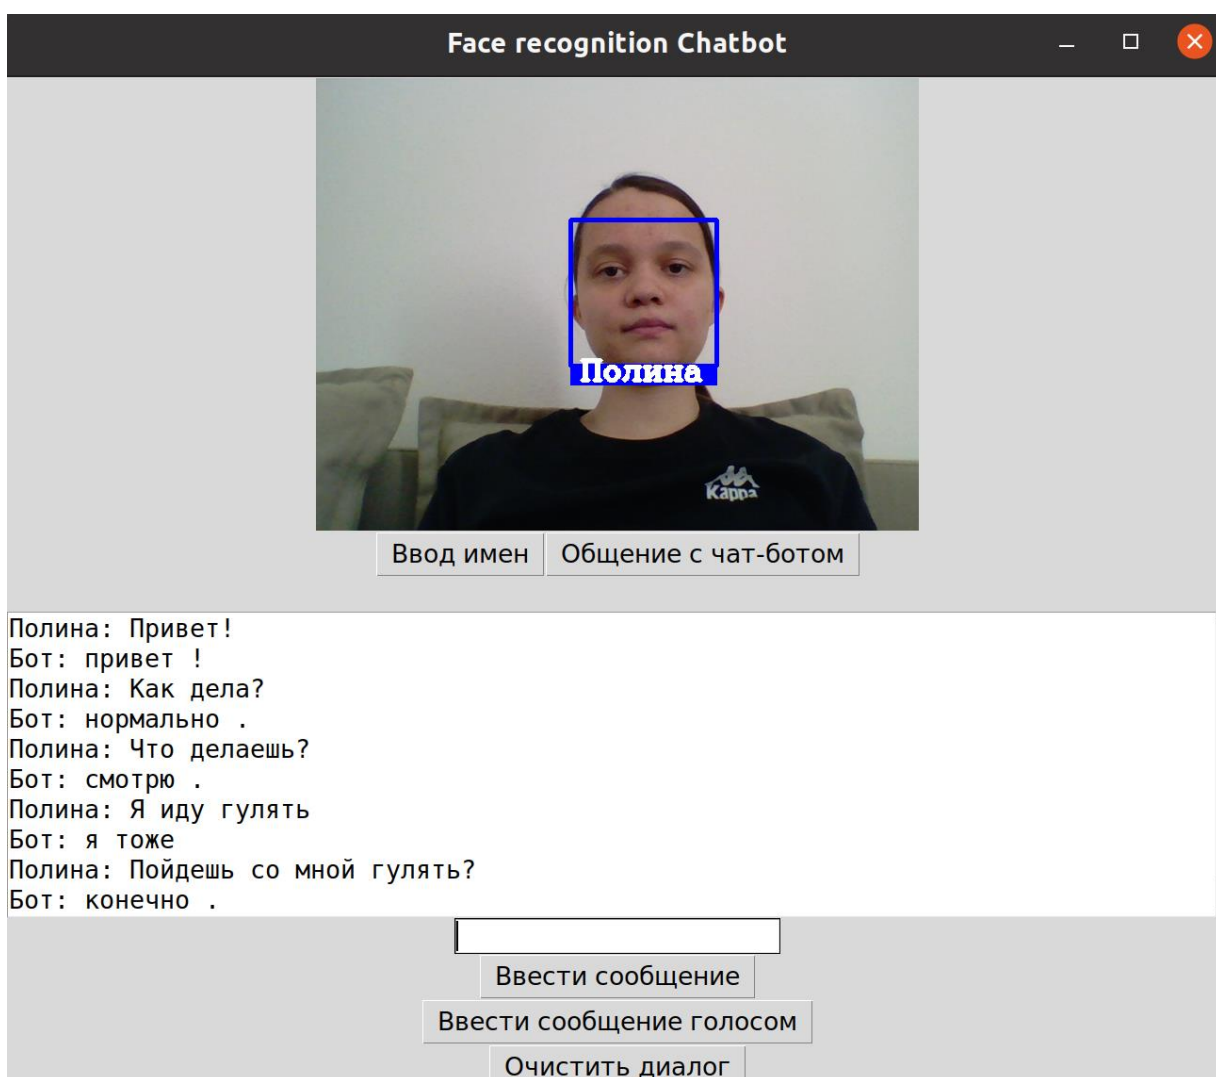 Face recognition Chatbot
Полина
Kappa
Ввод имен Общение с чат-ботом
Полина: Привет!
Бот: привет !
Полина: Как дела?
Бот: нормально .
Полина: Что делаешь?
Бот: смотрю .
Полина: Я иду гулять
Бот: я тоже
Полина: Пойдешь со мной гулять?
Бот: конечно .
Ввести сообщение
Ввести сообщение голосом
Очистить диалог